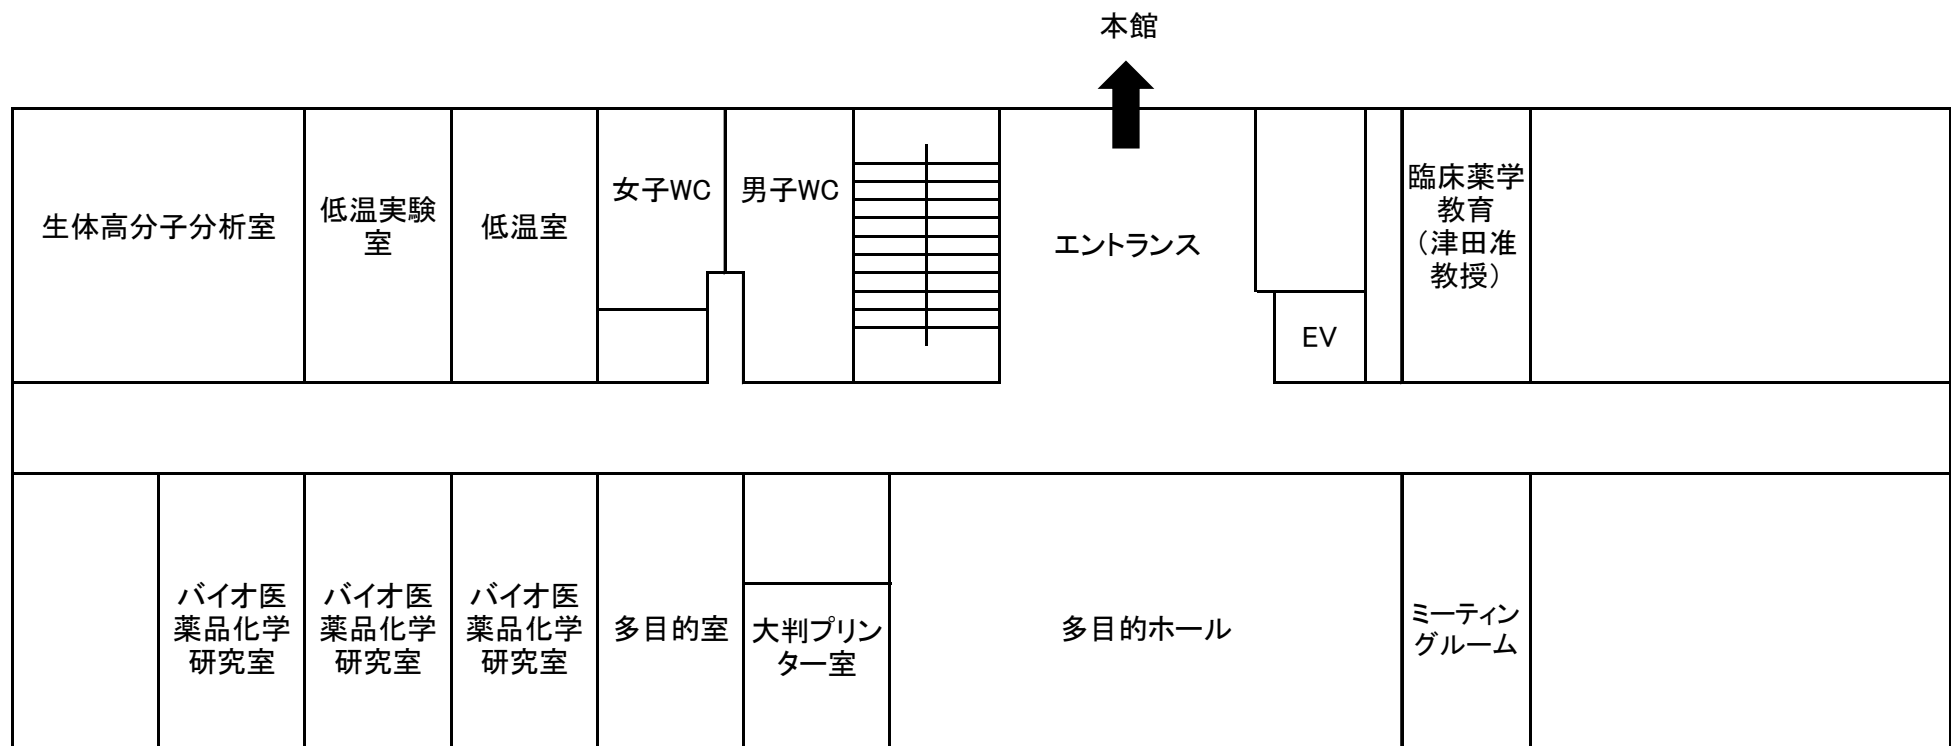 本館
生体高分子分析室
低温実験
室
低温室
女子WC
男子WC
エントランス
EV
臨床薬学
教育
（津田准
教授）
バイオ医
薬品化学
研究室
バイオ医
薬品化学
研究室
バイオ医
薬品化学
研究室
多目的室
大判プリン
ター室
多目的ホール
ミーティン
グルーム